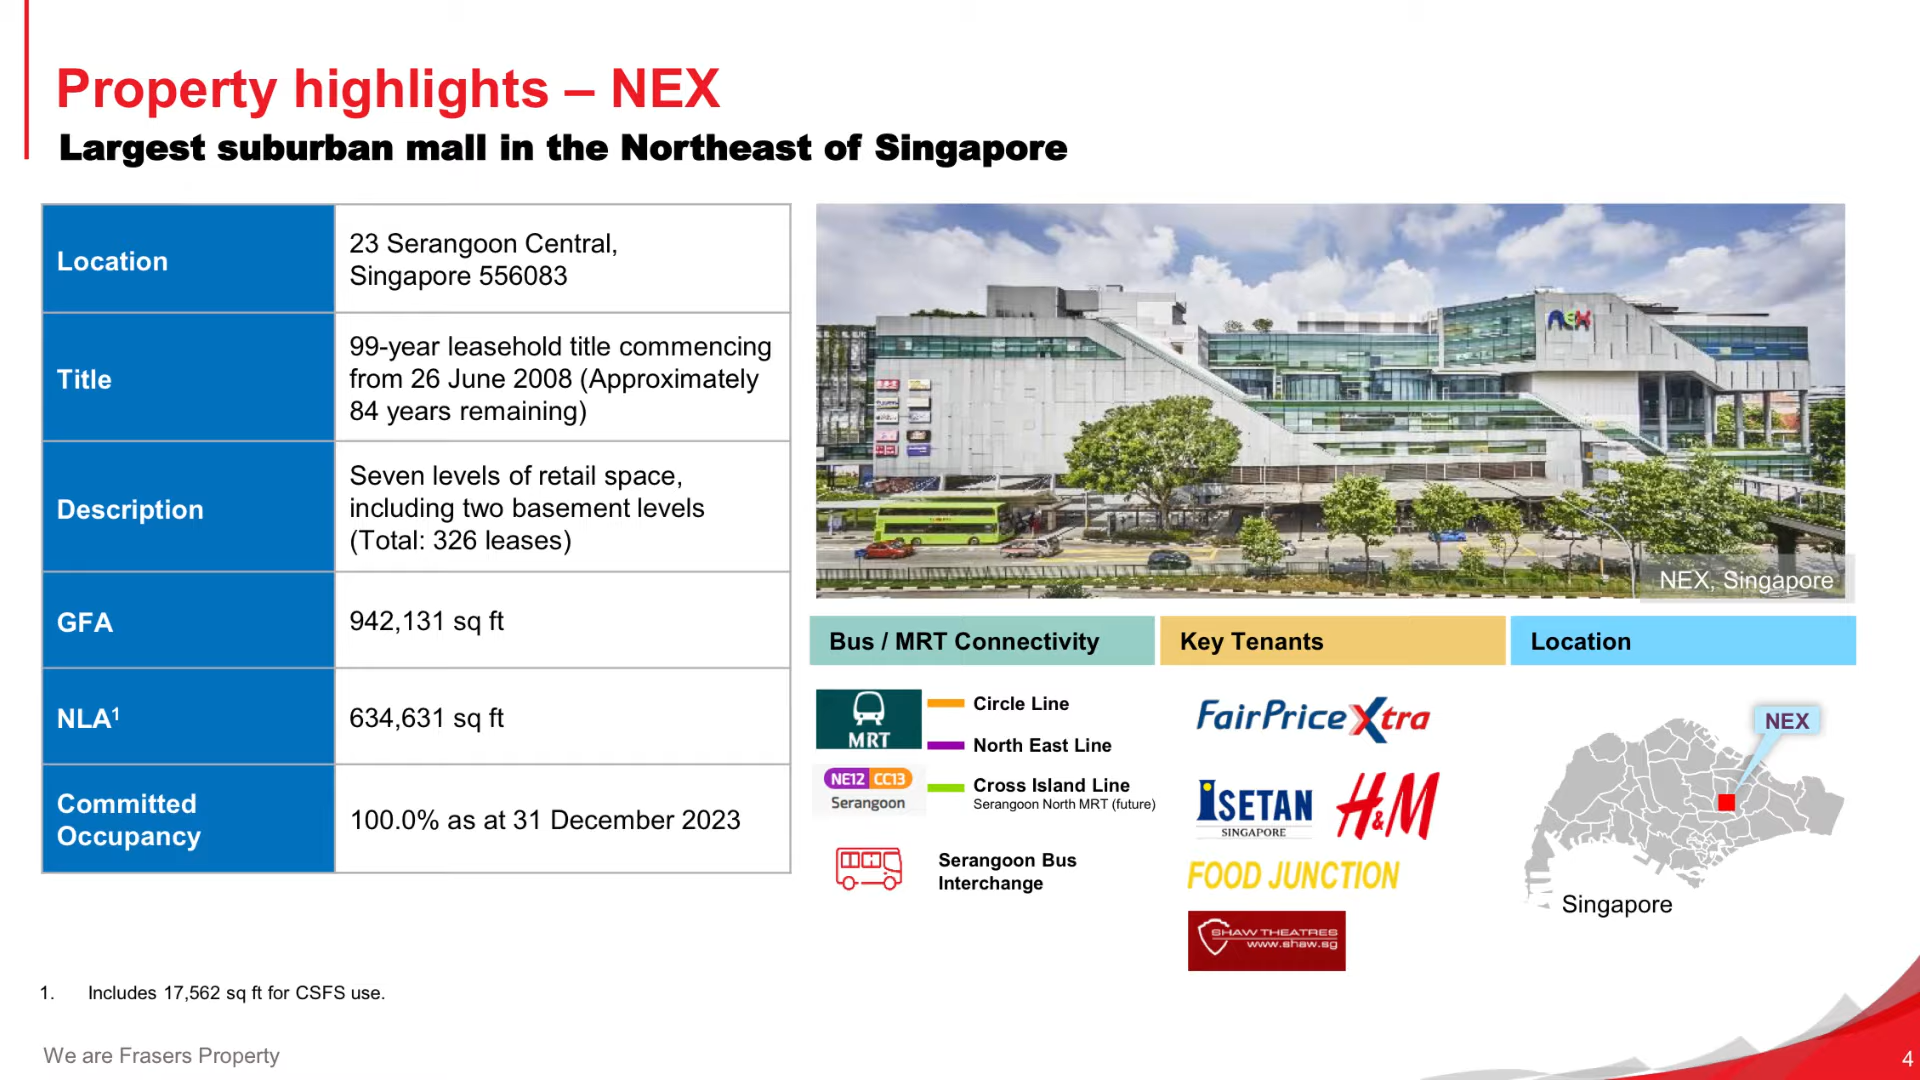 Property highlights – NEX
Largest suburban mall in the Northeast of Singapore
Location
23 Serangoon Central,
Singapore 556083
Title
99-year leasehold title commencing
from 26 June 2008 (Approximately
84 years remaining)
Description
Seven levels of retail space,
including two basement levels
(Total: 326 leases)
GFA
942,131 sq ft
NLA¹
634,631 sq ft
Committed
Occupancy
100.0% as at 31 December 2023
nex
NEX, Singapore
Bus / MRT Connectivity
MRT
Circle Line
North East Line
NE12 CC13
Serangoon
Cross Island Line
Serangoon North MRT (future)
Serangoon Bus
Interchange
Key Tenants
FairPrice Xtra
ISETAN
SINGAPORE
H&M
FOOD JUNCTION
SHAW THEATRES
www.shaw.sg
Location
NEX
Singapore
1. Includes 17,562 sq ft for CSFS use.
We are Frasers Property
4